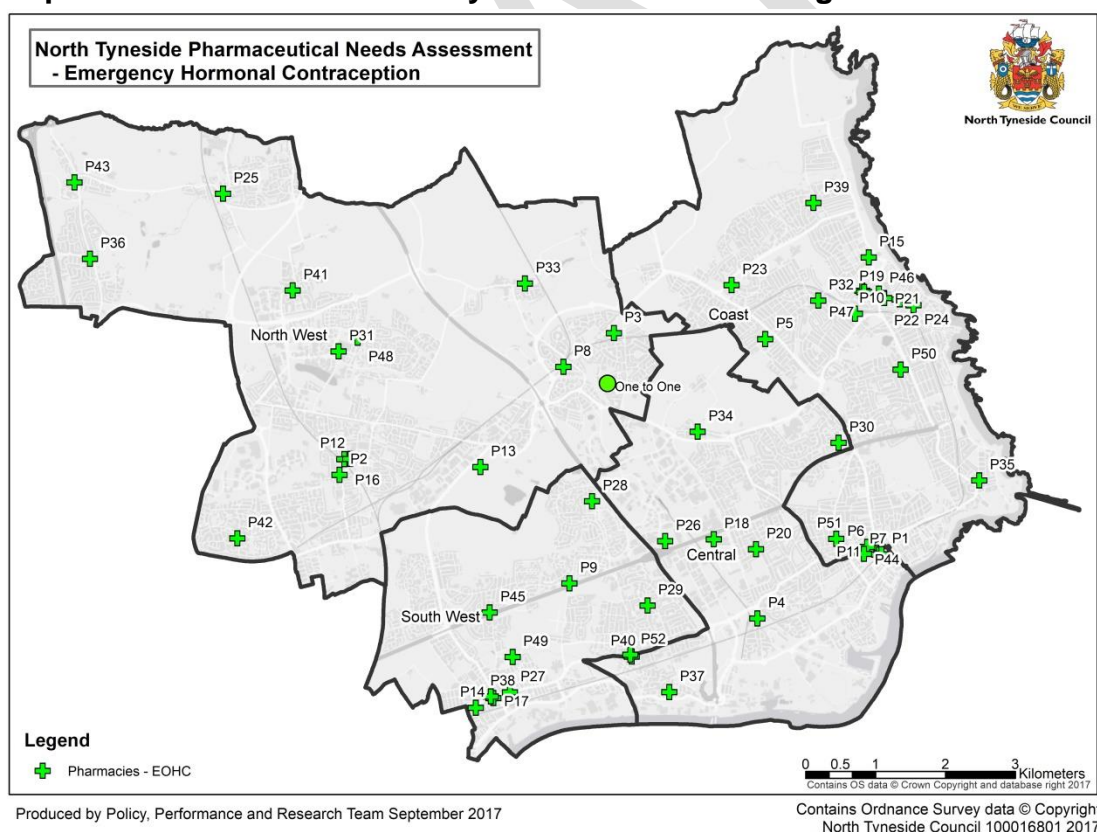 North Tyneside Pharmaceutical Needs Assessment
- Emergency Hormonal Contraception
North Tyneside Council
P43
P25
P39
P36
P15
P33
P23
P19
P46
P41
P32
P10
P21
Coast
P47
P22
P24
P3
P5
North West
P31
P48
P8
P50
One to One
P34
P12
P2
P30
P13
P16
P35
P28
P42
P26
P18
P51
P6
P7
P1
P20
P11
P44
Central
P9
P29
P45
South West
P4
P49
P40
P52
P38
P27
P14
P17
P37
Legend
Pharmacies - EOHC
0 0.5 1 2 3
Kilometers
Contains OS data © Crown Copyright and database right 2017
Produced by Policy, Performance and Research Team September 2017
Contains Ordnance Survey data © Copyright
North Tyneside Council 100016801 2017